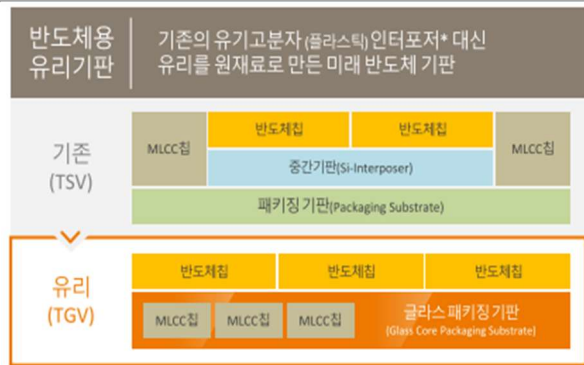 반도체용
유리기판
기존의 유기고분자 (플라스틱) 인터포저* 대신
유리를 원재료로 만든 미래 반도체 기판
기존
(TSV)
MLCC칩
반도체칩
반도체칩
MLCC칩
중간기판(Si-Interposer)
패키징 기판(Packaging Substrate)
유리
(TGV)
반도체칩
반도체칩
반도체칩
MLCC칩
MLCC칩
MLCC칩
글라스 패키징 기판
(Glass Core Packaging Substrate)